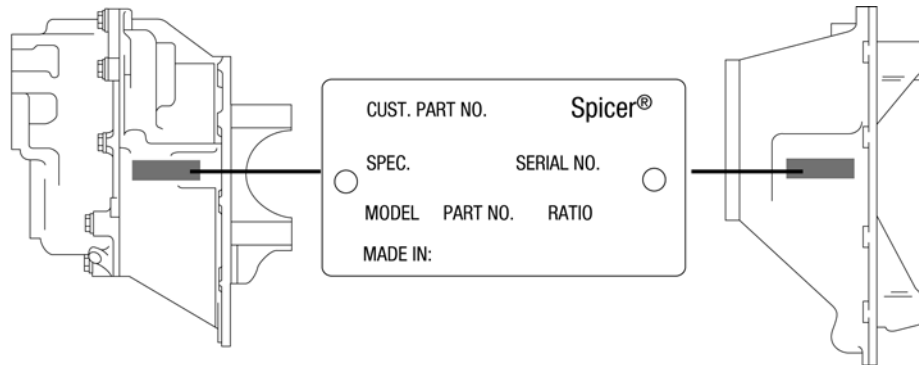 CUST. PART NO. Spicer®
SPEC. SERIAL NO.
MODEL PART NO. RATIO
MADE IN: